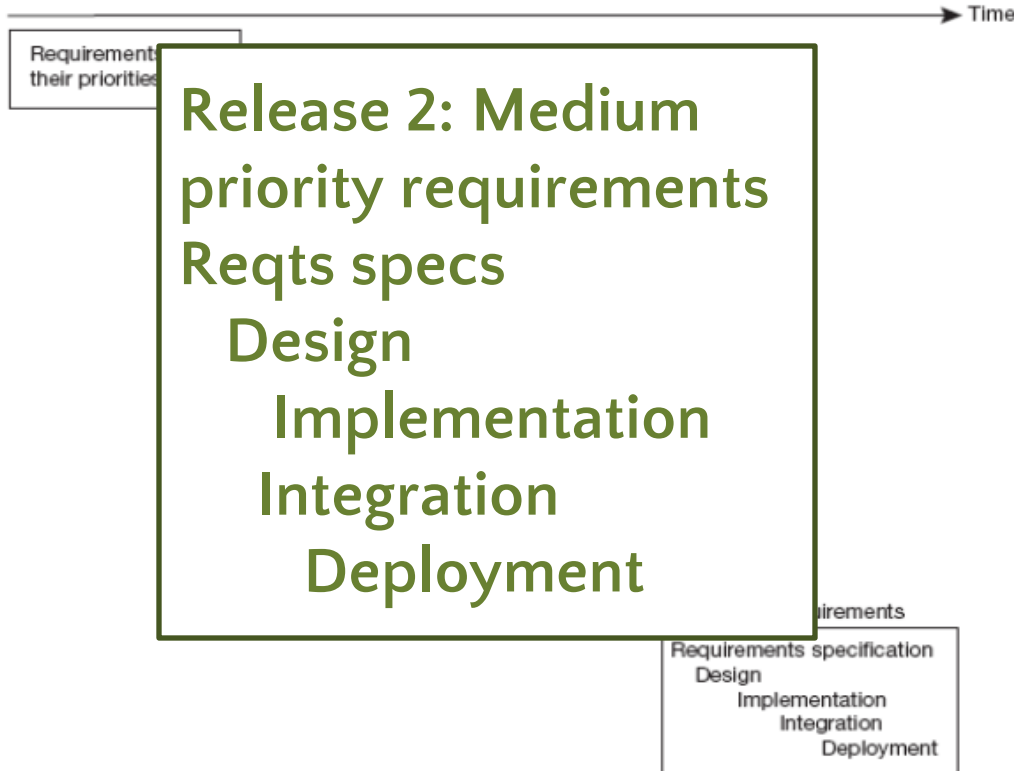 Time
Requirements
their priorities
Release 2: Medium
priority requirements
Reqts specs
Design
Implementation
Integration
Deployment
Requirements specification
Design
Implementation
Integration
Deployment